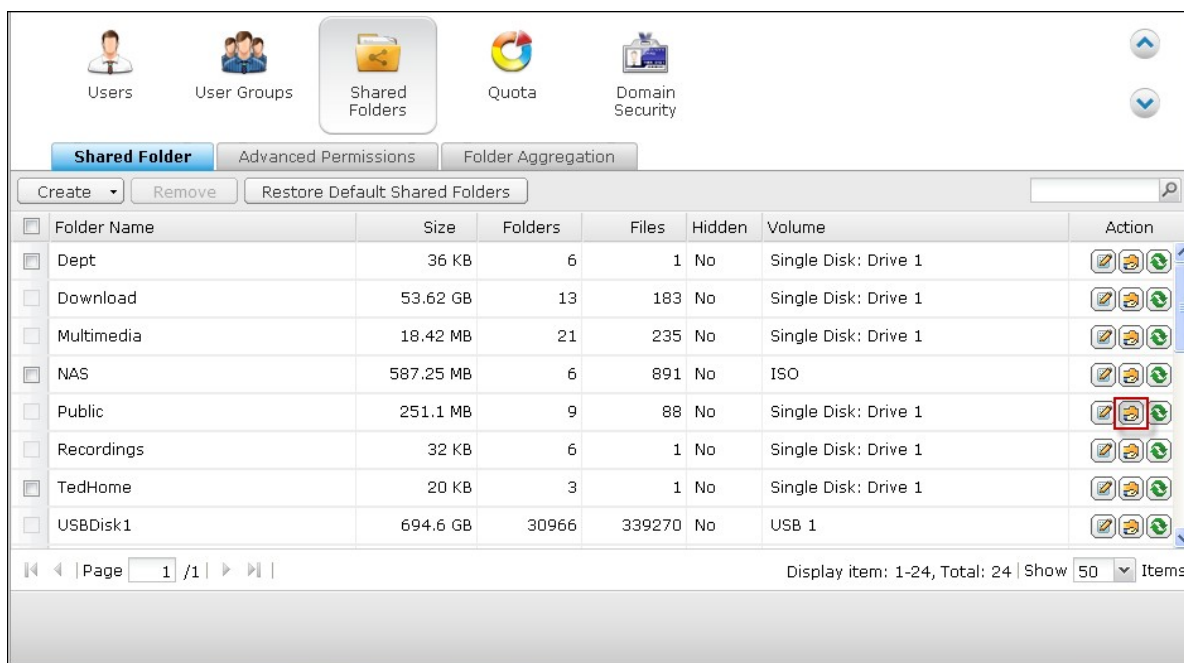 Users
User Groups
Shared
Folders
Quota
Domain
Security
Shared Folder
Advanced Permissions
Folder Aggregation
Create
Remove
Restore Default Shared Folders
Folder Name Size Folders Files Hidden Volume Action
Dept 36 KB 6 1 No Single Disk: Drive 1
Download 53.62 GB 13 183 No Single Disk: Drive 1
Multimedia 18.42 MB 21 235 No Single Disk: Drive 1
NAS 587.25 MB 6 891 No ISO
Public 251.1 MB 9 88 No Single Disk: Drive 1
Recordings 32 KB 6 1 No Single Disk: Drive 1
TedHome 20 KB 3 1 No Single Disk: Drive 1
USBDisk1 694.6 GB 30966 339270 No USB 1
Page 1 /1 Display item: 1-24, Total: 24 Show 50 Items